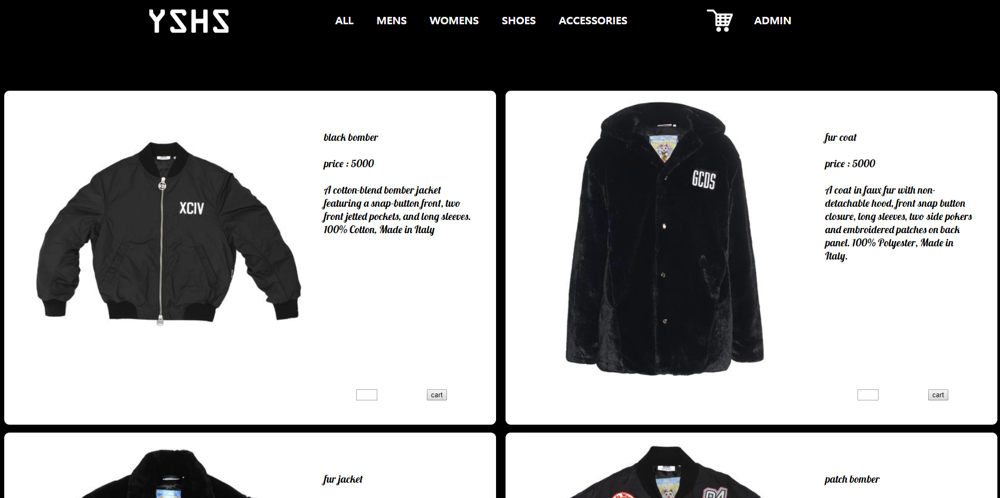 YSHS
ALL
MENS
WOMENS
SHOES
ACCESSORIES
ADMIN
black bomber
price : 5000
A cotton-blend bomber jacket
featuring a snap-button front, two
front jetted pockets, and long sleeves.
100% Cotton, Made in Italy
XCIV
cart
fur coat
price : 5000
A coat in faux fur with non-
detachable hood, front snap button
closure, long sleeves, two side pokers
and embroidered patches on back
panel. 100% Polyester, Made in
Italy.
GCDS
cart
fur jacket
patch bomber